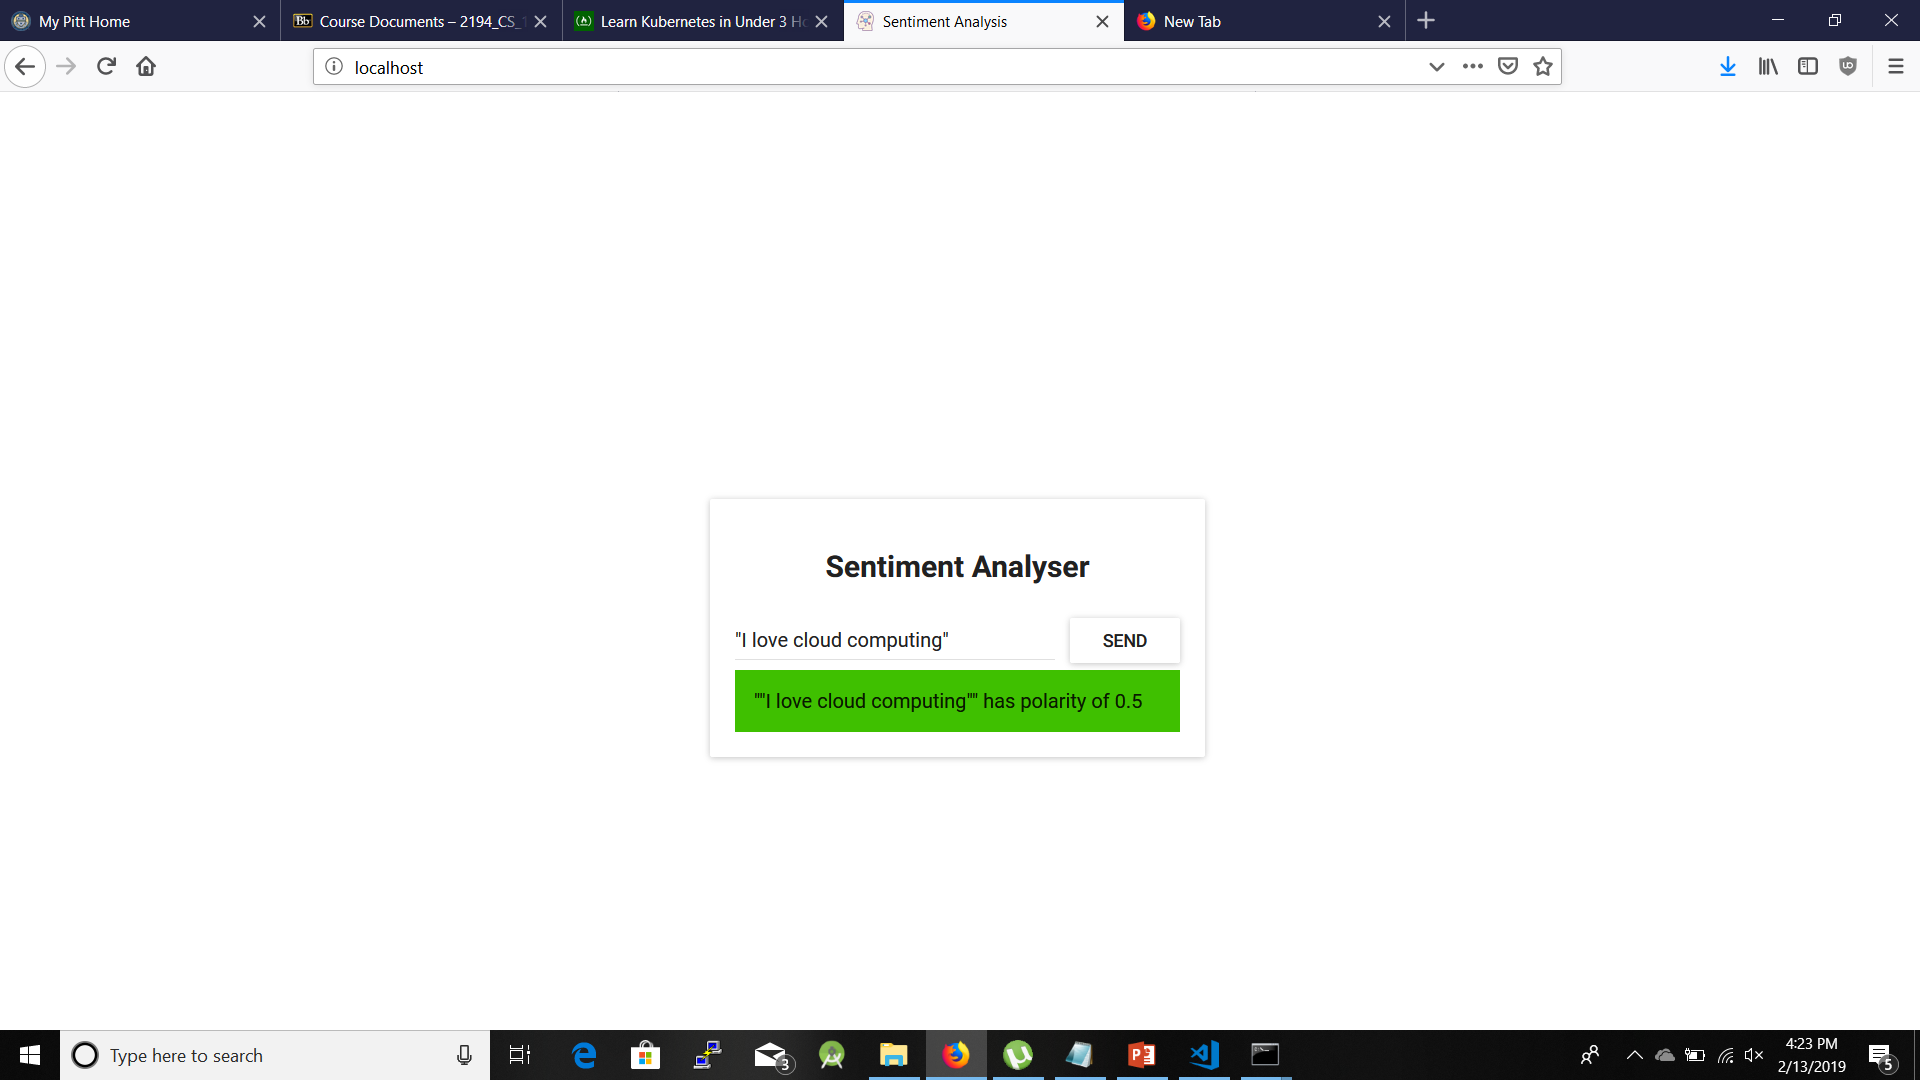 My Pitt Home
Bb Course Documents – 2194_CS_1
Learn Kubernetes in Under 3 Ho
Sentiment Analysis
New Tab
localhost
Sentiment Analyser
"I love cloud computing"
SEND
""I love cloud computing"" has polarity of 0.5
Type here to search
3
4:23 PM
2/13/2019
5